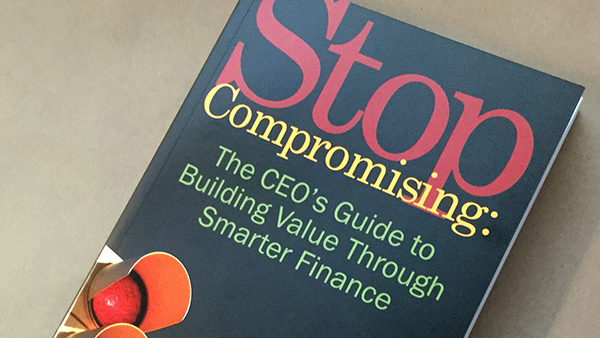 Stop
Compromising:
The CEO's Guide to
Building Value Through
Smarter Finance